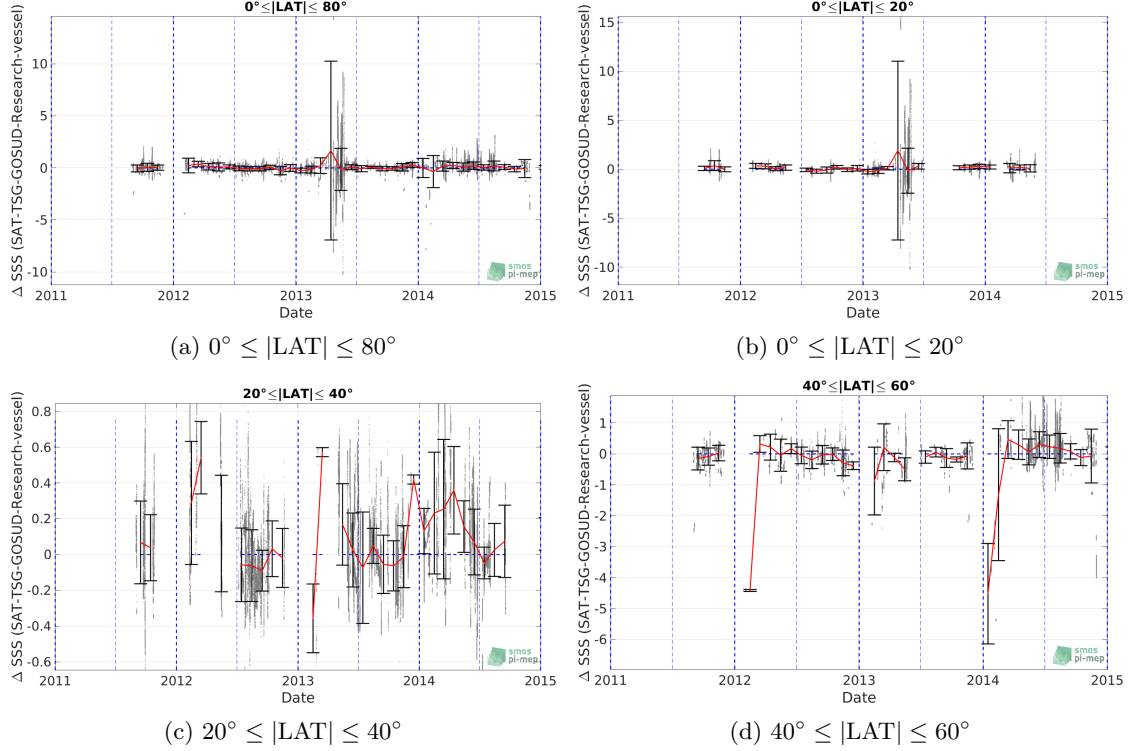 0°≤|LAT|≤ 80°
Δ SSS (SAT-TSG-GOSUD-Research-vessel)
10
5
0
-5
-10
2011 2012 2013 2014 2015
Date
smos
pi-mep
(a) 0° ≤ |LAT| ≤ 80°
0°≤|LAT|≤ 20°
Δ SSS (SAT-TSG-GOSUD-Research-vessel)
15
10
5
0
-5
-10
2011 2012 2013 2014 2015
Date
smos
pi-mep
(b) 0° ≤ |LAT| ≤ 20°
20°≤|LAT|≤ 40°
Δ SSS (SAT-TSG-GOSUD-Research-vessel)
0.8
0.6
0.4
0.2
0
-0.2
-0.4
-0.6
2011 2012 2013 2014 2015
Date
smos
pi-mep
(c) 20° ≤ |LAT| ≤ 40°
40°≤|LAT|≤ 60°
Δ SSS (SAT-TSG-GOSUD-Research-vessel)
1
0
-1
-2
-3
-4
-5
-6
2011 2012 2013 2014 2015
Date
smos
pi-mep
(d) 40° ≤ |LAT| ≤ 60°